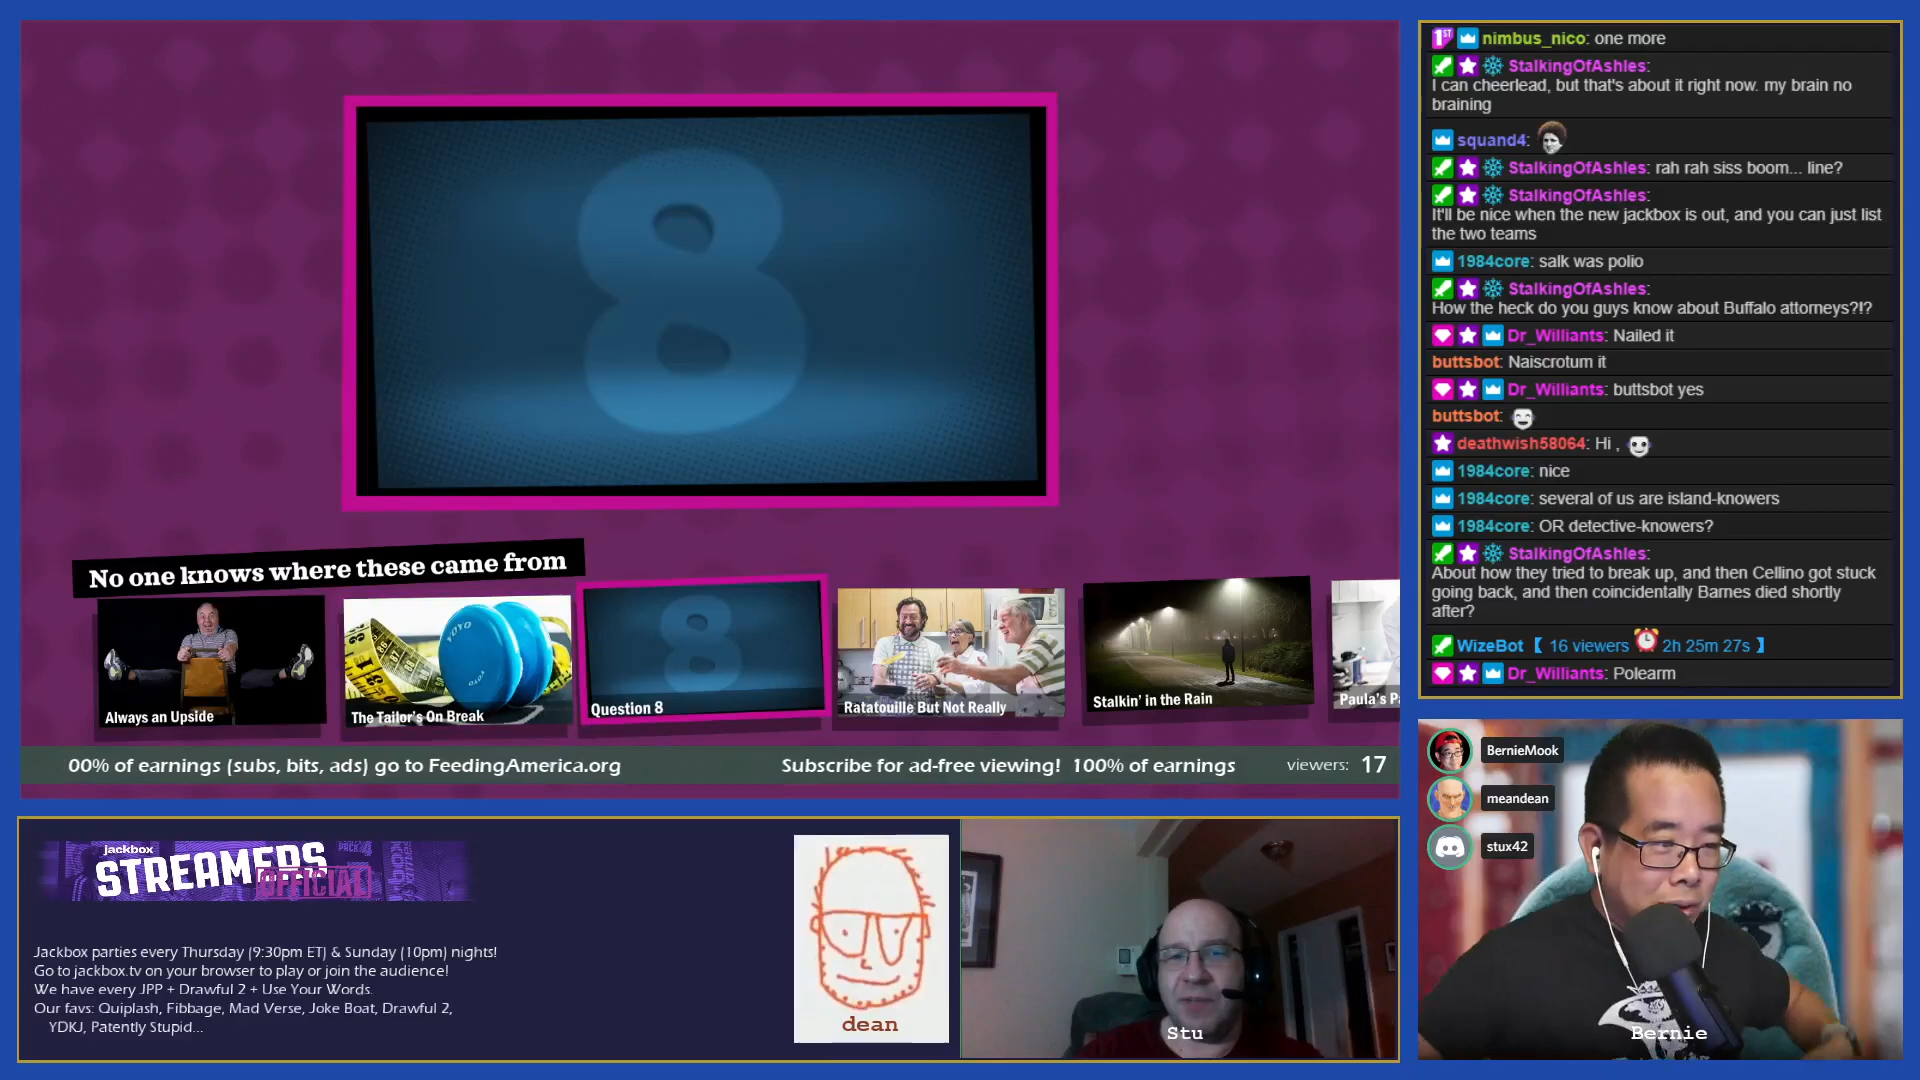 8
No one knows where these came from
Always an Upside
The Tailor's On Break
8
Question 8
Ratatouille But Not Really
Stalkin' in the Rain
Paula's P
00% of earnings (subs, bits, ads) go to FeedingAmerica.org
Subscribe for ad-free viewing! 100% of earnings
viewers: 17
jackbox
STREAMERS
OFFICIAL
Jackbox parties every Thursday (9:30pm ET) & Sunday (10pm) nights!
Go to jackbox.tv on your browser to play or join the audience!
We have every JPP + Drawful 2 + Use Your Words.
Our favs: Quiplash, Fibbage, Mad Verse, Joke Boat, Drawful 2,
YDKJ, Patently Stupid...
dean
Stu
1ST nimbus_nico: one more
StalkingOfAshles:
I can cheerlead, but that's about it right now. my brain no
braining
squand4:
StalkingOfAshles: rah rah siss boom... line?
StalkingOfAshles:
It'll be nice when the new jackbox is out, and you can just list
the two teams
1984core: salk was polio
StalkingOfAshles:
How the heck do you guys know about Buffalo attorneys?!?
Dr_Williants: Nailed it
buttsbot: Naiscrotum it
Dr_Williants: buttsbot yes
buttsbot:
deathwish58064: Hi ,
1984core: nice
1984core: several of us are island-knowers
1984core: OR detective-knowers?
StalkingOfAshles:
About how they tried to break up, and then Cellino got stuck
going back, and then coincidentally Barnes died shortly
after?
WizeBot 【 16 viewers 2h 25m 27s 】
Dr_Williants: Polearm
BernieMook
meandean
stux42
Bernie